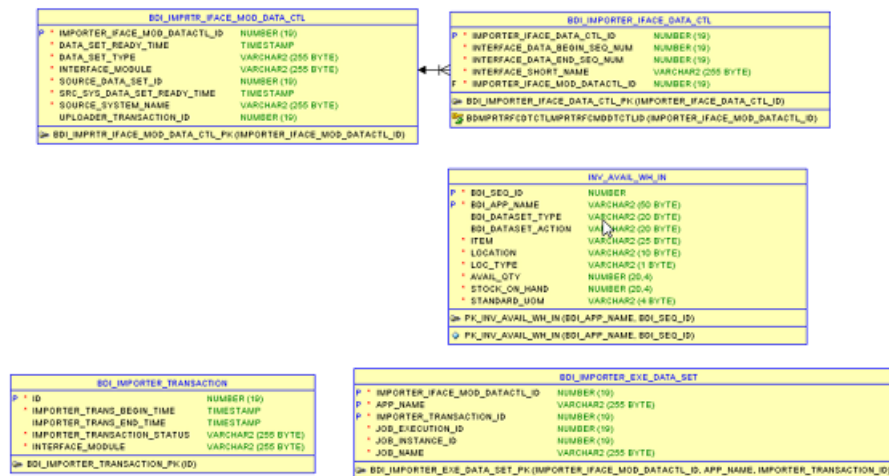 BDI_IMPRTR_IFACE_MOD_DATA_CTL
P * IMPORTER_IFACE_MOD_DATACTL_ID NUMBER (19)
* DATA_SET_READY_TIME TIMESTAMP
* DATA_SET_TYPE VARCHAR2 (255 BYTE)
* INTERFACE_MODULE VARCHAR2 (255 BYTE)
* SOURCE_DATA_SET_ID NUMBER (19)
* SRC_SYS_DATA_SET_READY_TIME TIMESTAMP
* SOURCE_SYSTEM_NAME VARCHAR2 (255 BYTE)
UPLOADER_TRANSACTION_ID NUMBER (19)
BDI_IMPRTR_IFACE_MOD_DATA_CTL_PK (IMPORTER_IFACE_MOD_DATACTL_ID)
BDI_IMPORTER_IFACE_DATA_CTL
P * IMPORTER_IFACE_DATA_CTL_ID NUMBER (19)
* INTERFACE_DATA_BEGIN_SEQ_NUM NUMBER (19)
* INTERFACE_DATA_END_SEQ_NUM NUMBER (19)
* INTERFACE_SHORT_NAME VARCHAR2 (255 BYTE)
F * IMPORTER_IFACE_MOD_DATACTL_ID NUMBER (19)
BDI_IMPORTER_IFACE_DATA_CTL_PK (IMPORTER_IFACE_DATA_CTL_ID)
BDMPRTRFCDTCTLMPRTRFCMDDTCTLID (IMPORTER_IFACE_MOD_DATACTL_ID)
INV_AVAIL_WH_IN
P * BDI_SEQ_ID NUMBER
P * BDI_APP_NAME VARCHAR2 (50 BYTE)
BDI_DATASET_TYPE VARCHAR2 (20 BYTE)
BDI_DATASET_ACTION VARCHAR2 (20 BYTE)
* ITEM VARCHAR2 (25 BYTE)
* LOCATION VARCHAR2 (10 BYTE)
* LOC_TYPE VARCHAR2 (1 BYTE)
* AVAIL_QTY NUMBER (20,4)
* STOCK_ON_HAND NUMBER (20,4)
* STANDARD_UOM VARCHAR2 (4 BYTE)
PK_INV_AVAIL_WH_IN (BDI_APP_NAME, BDI_SEQ_ID)
PK_INV_AVAIL_WH_IN (BDI_APP_NAME, BDI_SEQ_ID)
BDI_IMPORTER_TRANSACTION
P * ID NUMBER (19)
* IMPORTER_TRANS_BEGIN_TIME TIMESTAMP
IMPORTER_TRANS_END_TIME TIMESTAMP
* IMPORTER_TRANSACTION_STATUS VARCHAR2 (255 BYTE)
* INTERFACE_MODULE VARCHAR2 (255 BYTE)
BDI_IMPORTER_TRANSACTION_PK (ID)
BDI_IMPORTER_EXE_DATA_SET
P * IMPORTER_IFACE_MOD_DATACTL_ID NUMBER (19)
P * APP_NAME VARCHAR2 (255 BYTE)
P * IMPORTER_TRANSACTION_ID NUMBER (19)
* JOB_EXECUTION_ID NUMBER (19)
* JOB_INSTANCE_ID NUMBER (19)
* JOB_NAME VARCHAR2 (255 BYTE)
BDI_IMPORTER_EXE_DATA_SET_PK (IMPORTER_IFACE_MOD_DATACTL_ID, APP_NAME, IMPORTER_TRANSACTION_ID)